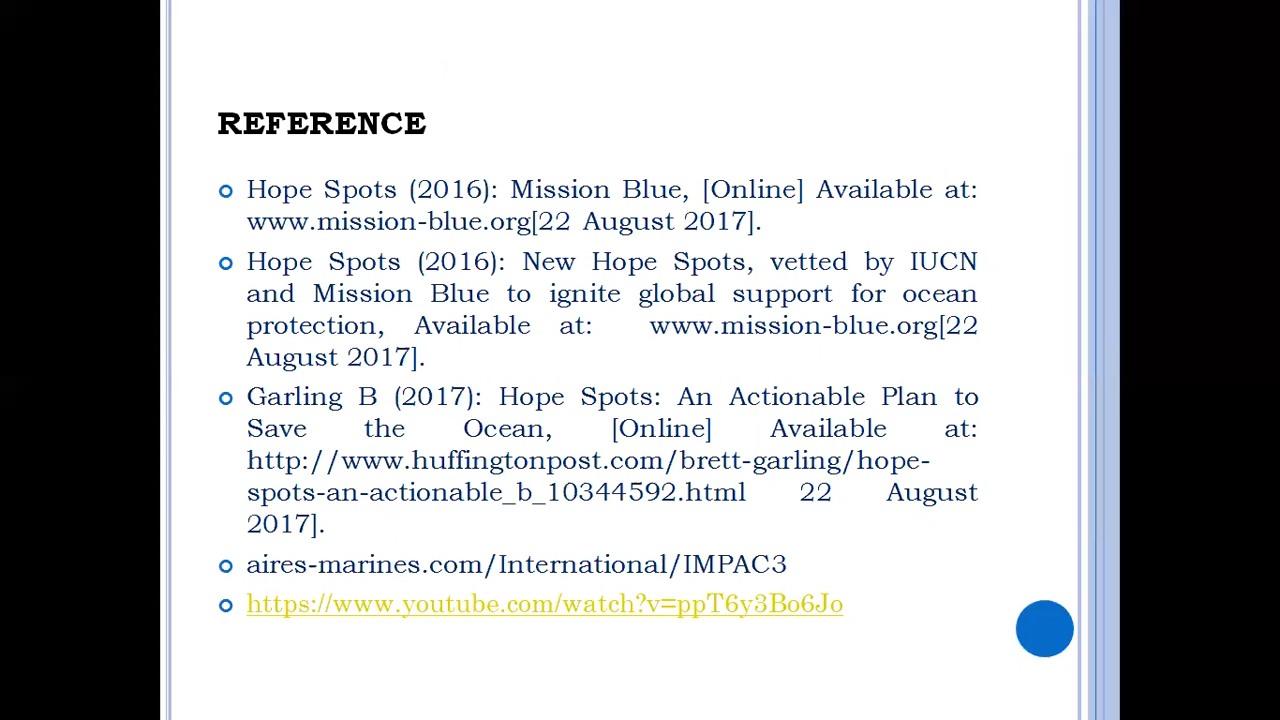 REFERENCE
Hope Spots (2016): Mission Blue, [Online] Available at:
www.mission-blue.org[22 August 2017].
Hope Spots (2016): New Hope Spots, vetted by IUCN
and Mission Blue to ignite global support for ocean
protection, Available at: www.mission-blue.org[22
August 2017].
Garling B (2017): Hope Spots: An Actionable Plan to
Save the Ocean, [Online] Available at:
http://www.huffingtonpost.com/brett-garling/hope-
spots-an-actionable_b_10344592.html 22 August
2017].
aires-marines.com/International/IMPAC3
https://www.youtube.com/watch?v=ppT6y3Bo6Jo